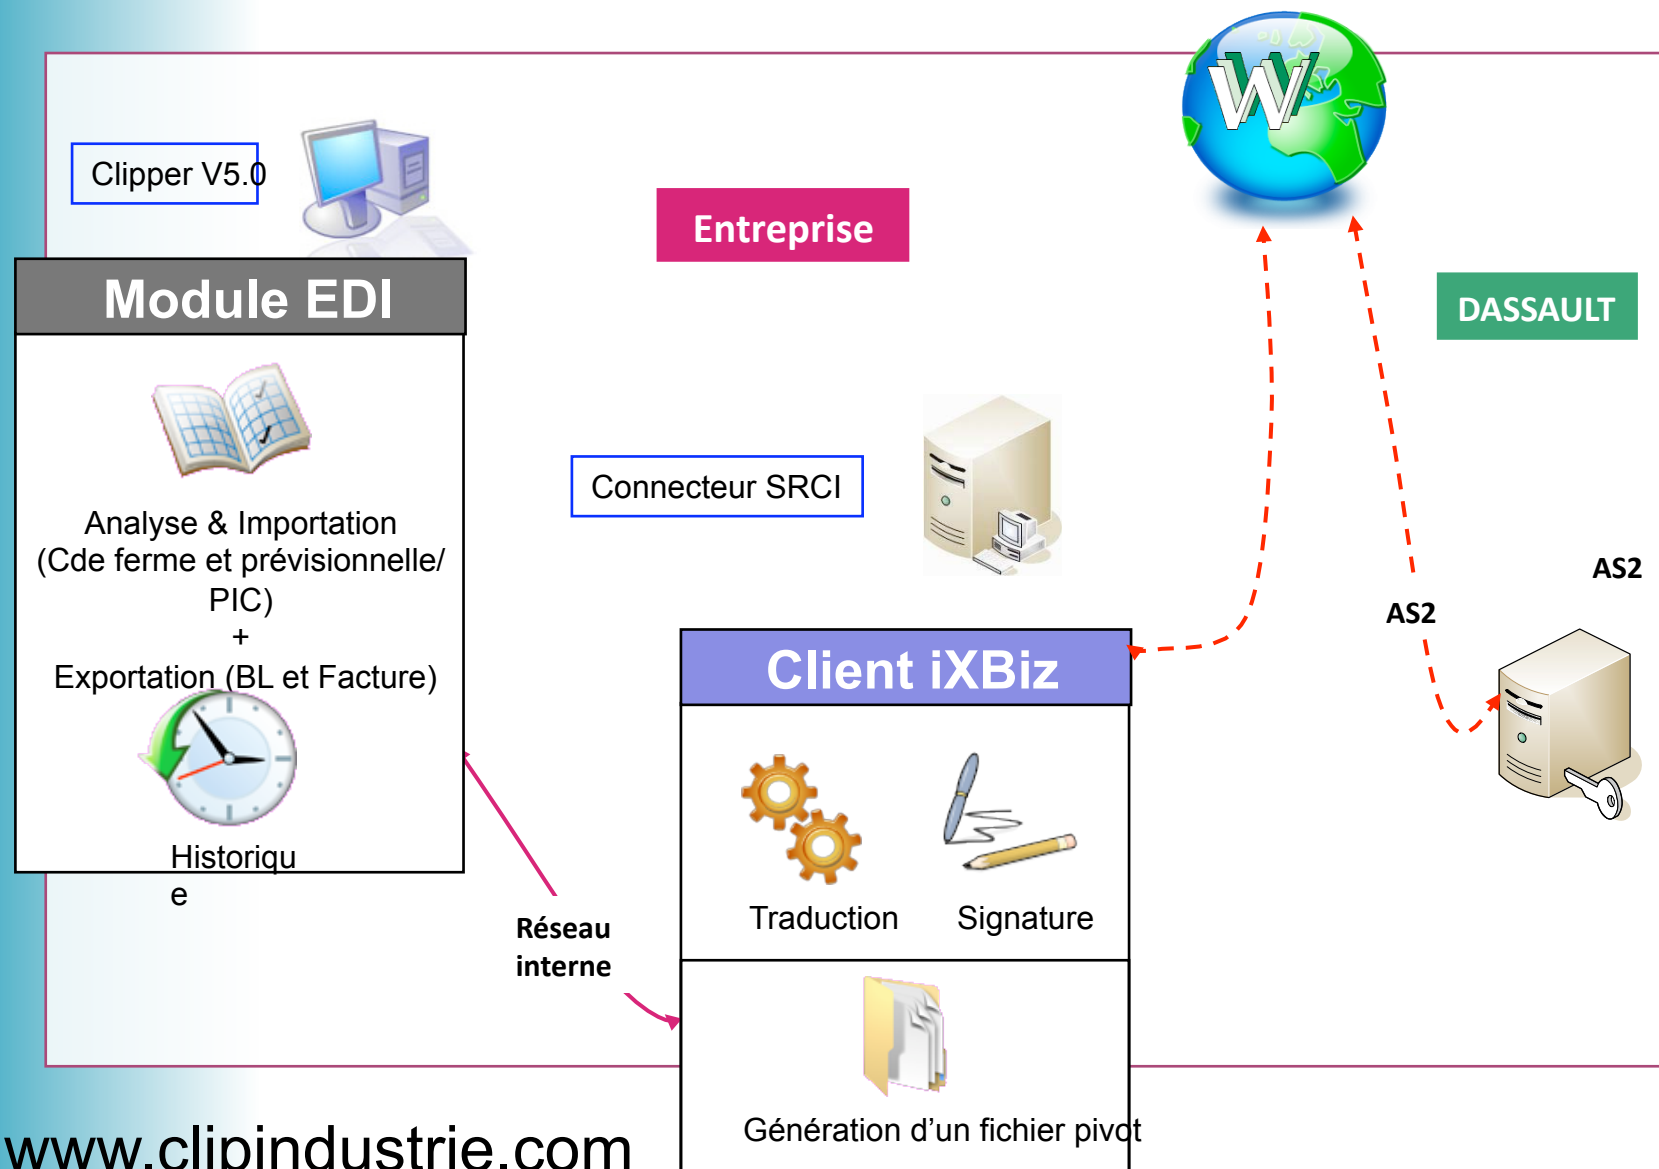 Clipper V5.0
W
Entreprise
DASSAULT
Module EDI
Analyse & Importation
(Cde ferme et prévisionnelle/
PIC)
+
Exportation (BL et Facture)
Historiqu
e
Connecteur SRCI
AS2
AS2
Client iXBiz
Traduction
Signature
Réseau
interne
Génération d’un fichier pivot
www.clipindustrie.com